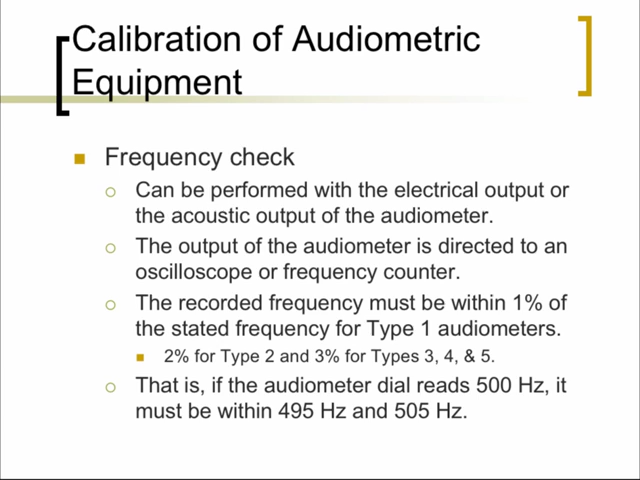 Calibration of Audiometric
Equipment
Frequency check
Can be performed with the electrical output or
the acoustic output of the audiometer.
The output of the audiometer is directed to an
oscilloscope or frequency counter.
The recorded frequency must be within 1% of
the stated frequency for Type 1 audiometers.
2% for Type 2 and 3% for Types 3, 4, & 5.
That is, if the audiometer dial reads 500 Hz, it
must be within 495 Hz and 505 Hz.